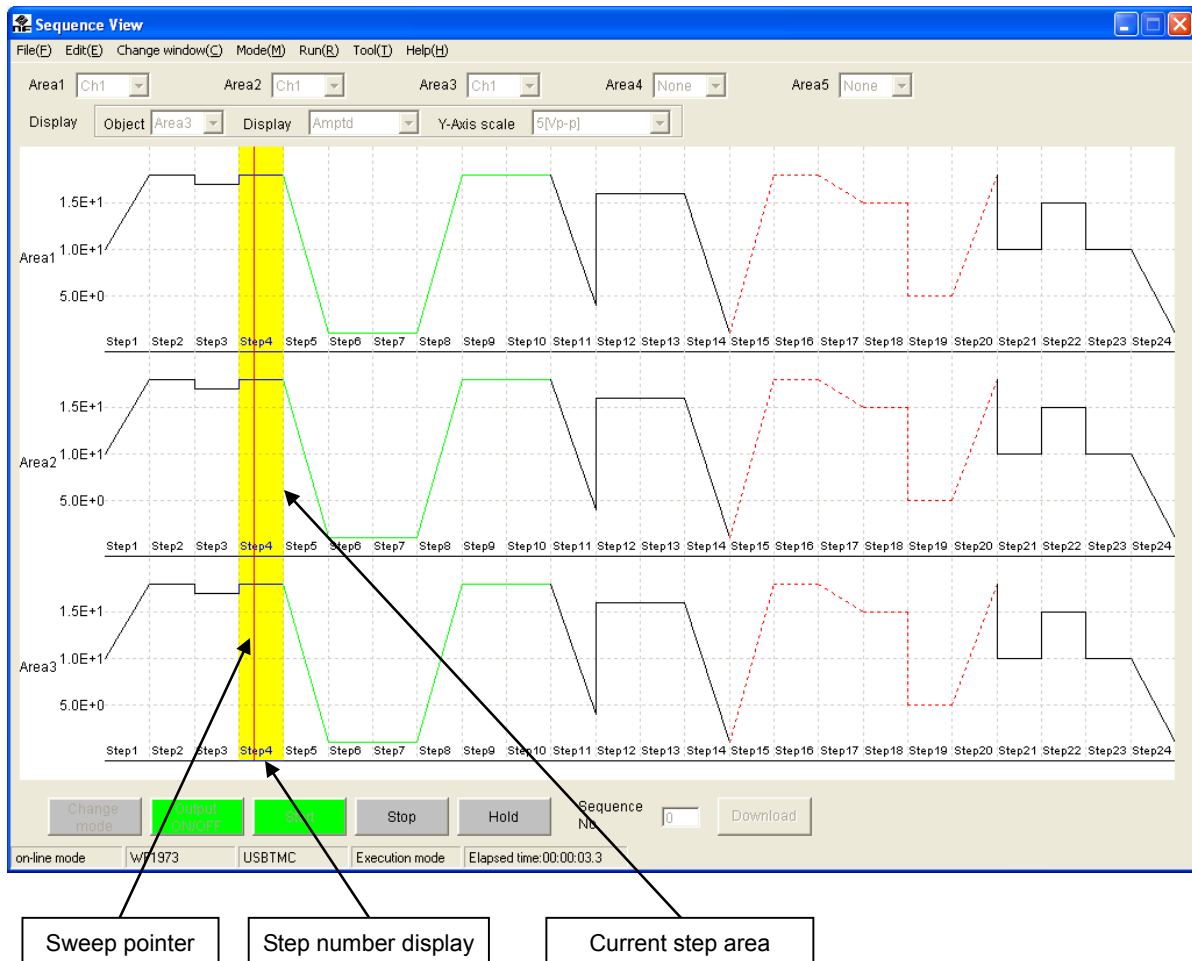 Sequence View
File(F) Edit(E) Change window(C) Mode(M) Run(R) Tool(T) Help(H)
Area1 Ch1 Area2 Ch1 Area3 Ch1 Area4 None Area5 None
Display Object Area3 Display Amptd Y-Axis scale 5[Vp-p]
1.5E+1
1.0E+1
Area1
5.0E+0
Step1 Step2 Step3 Step4 Step5 Step6 Step7 Step8 Step9 Step10 Step11 Step12 Step13 Step14 Step15 Step16 Step17 Step18 Step19 Step20 Step21 Step22 Step23 Step24
1.5E+1
1.0E+1
Area2
5.0E+0
Step1 Step2 Step3 Step4 Step5 Step6 Step7 Step8 Step9 Step10 Step11 Step12 Step13 Step14 Step15 Step16 Step17 Step18 Step19 Step20 Step21 Step22 Step23 Step24
1.5E+1
1.0E+1
Area3
5.0E+0
Step1 Step2 Step3 Step4 Step5 Step6 Step7 Step8 Step9 Step10 Step11 Step12 Step13 Step14 Step15 Step16 Step17 Step18 Step19 Step20 Step21 Step22 Step23 Step24
Change mode Output ON/OFF Start Stop Hold Sequence No 0 Download
on-line mode WF1973 USBTMC Execution mode Elapsed time:00:00:03.3
Sweep pointer Step number display Current step area